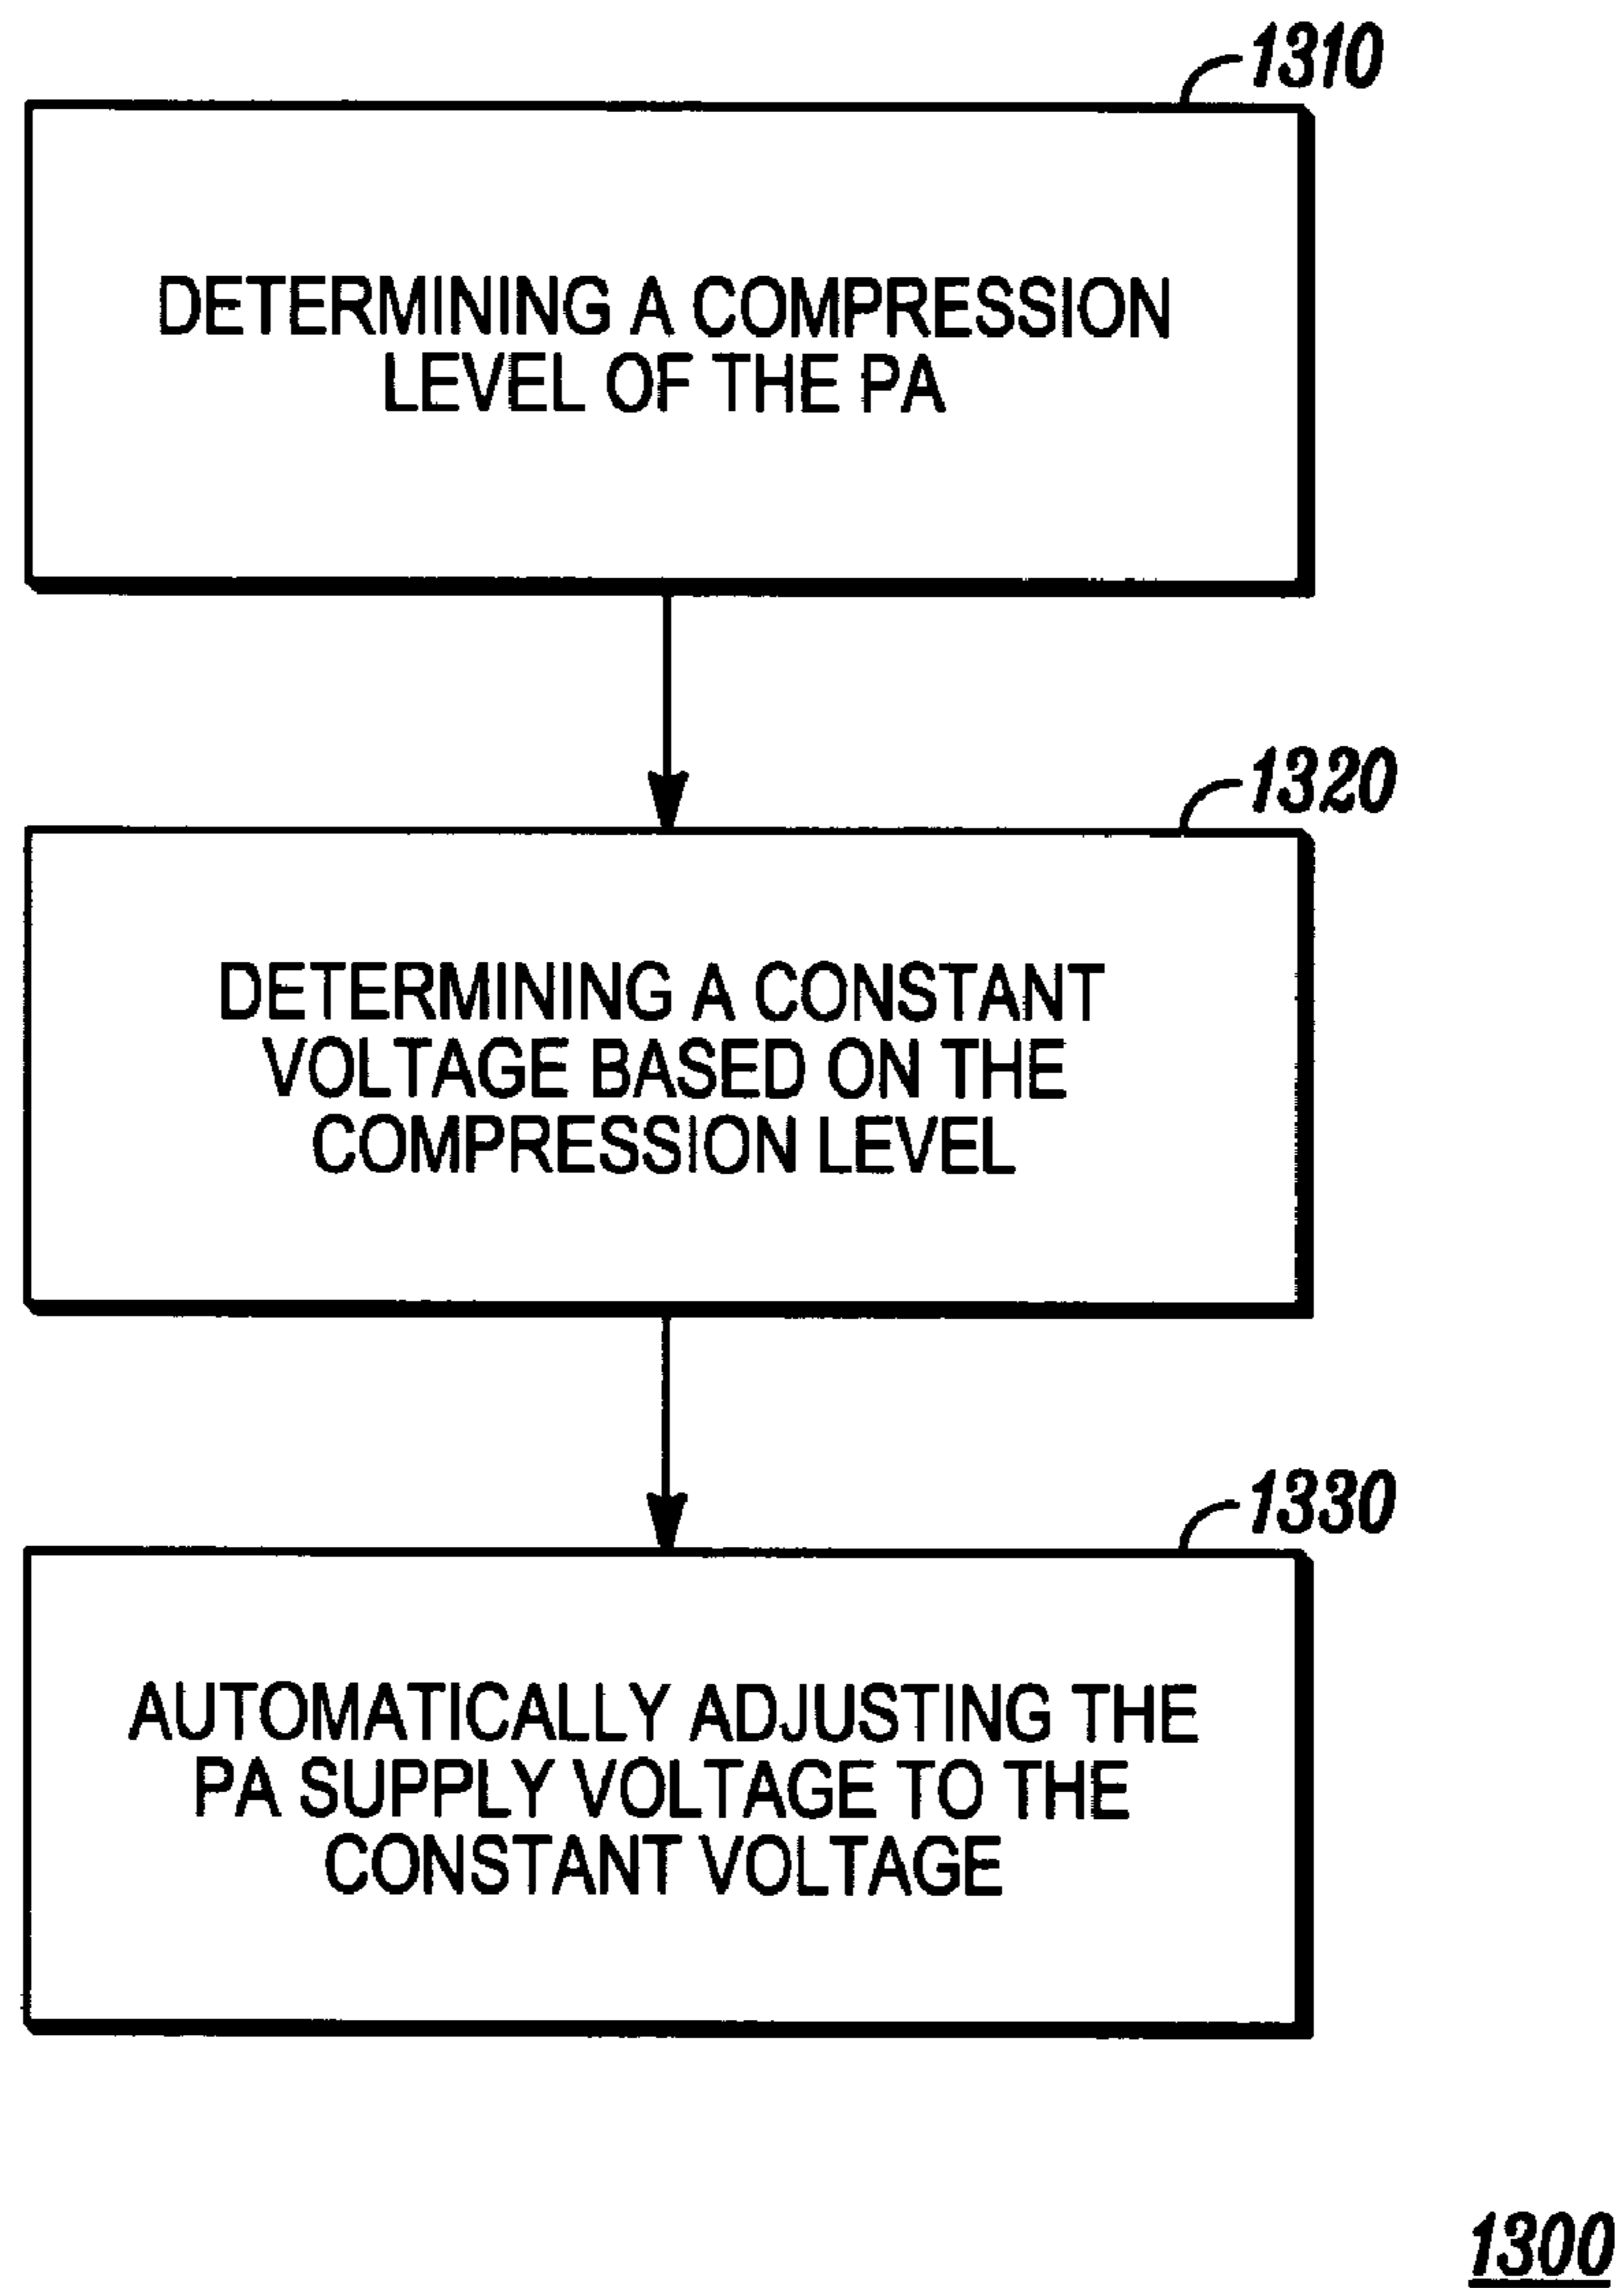 1310
DETERMINING A COMPRESSION
LEVEL OF THE PA
1320
DETERMINING A CONSTANT
VOLTAGE BASED ON THE
COMPRESSION LEVEL
1330
AUTOMATICALLY ADJUSTING THE
PA SUPPLY VOLTAGE TO THE
CONSTANT VOLTAGE
1300